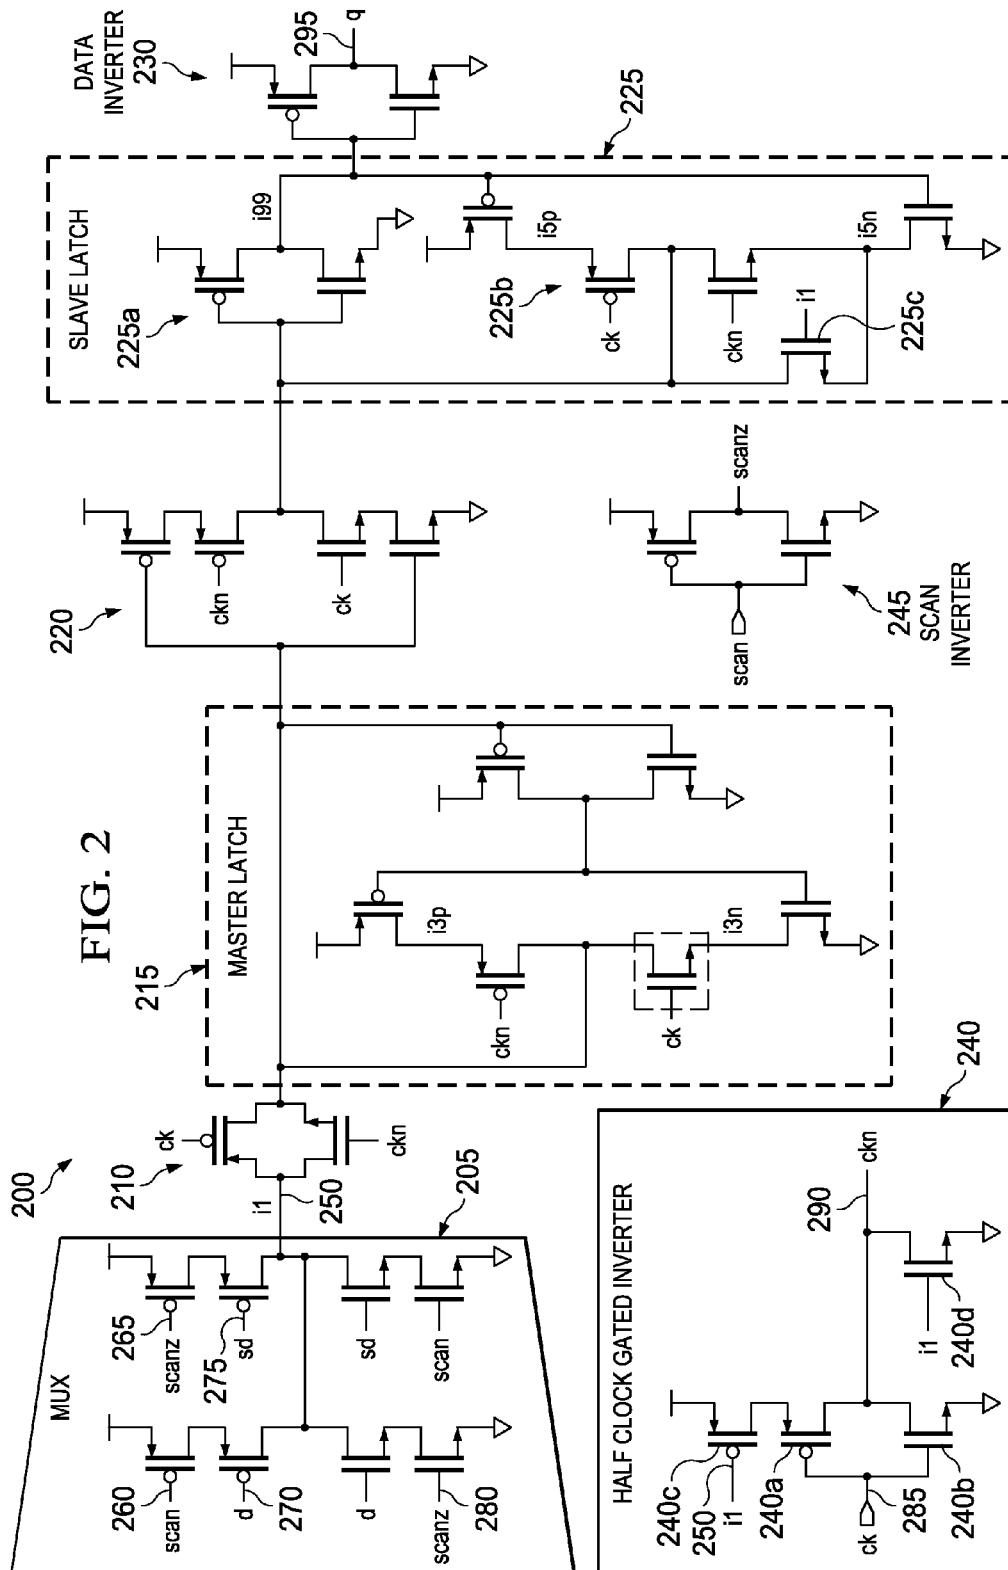 FIG. 2
200
MUX
205
scan
260
d
270
d
scanz
280
scanz
265
sd
275
sd
scan
i1
250
210
ck
ckn
215
MASTER LATCH
i3p
ckn
ck
i3n
220
ckn
ck
SLAVE LATCH
225
225a
i99
225b
i5p
ck
ckn
i5n
i1
225c
DATA
INVERTER
230
295
q
scan
scanz
245
SCAN
INVERTER
HALF CLOCK GATED INVERTER
240
240c
250
i1
240a
ck
285
240b
i1
240d
290
ckn